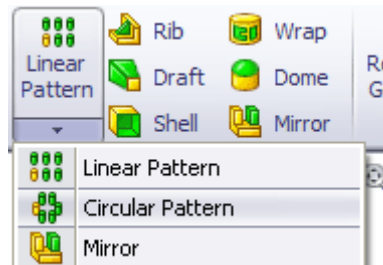 Linear
Pattern
Rib
Draft
Shell
Wrap
Dome
Mirror
Linear Pattern
Circular Pattern
Mirror